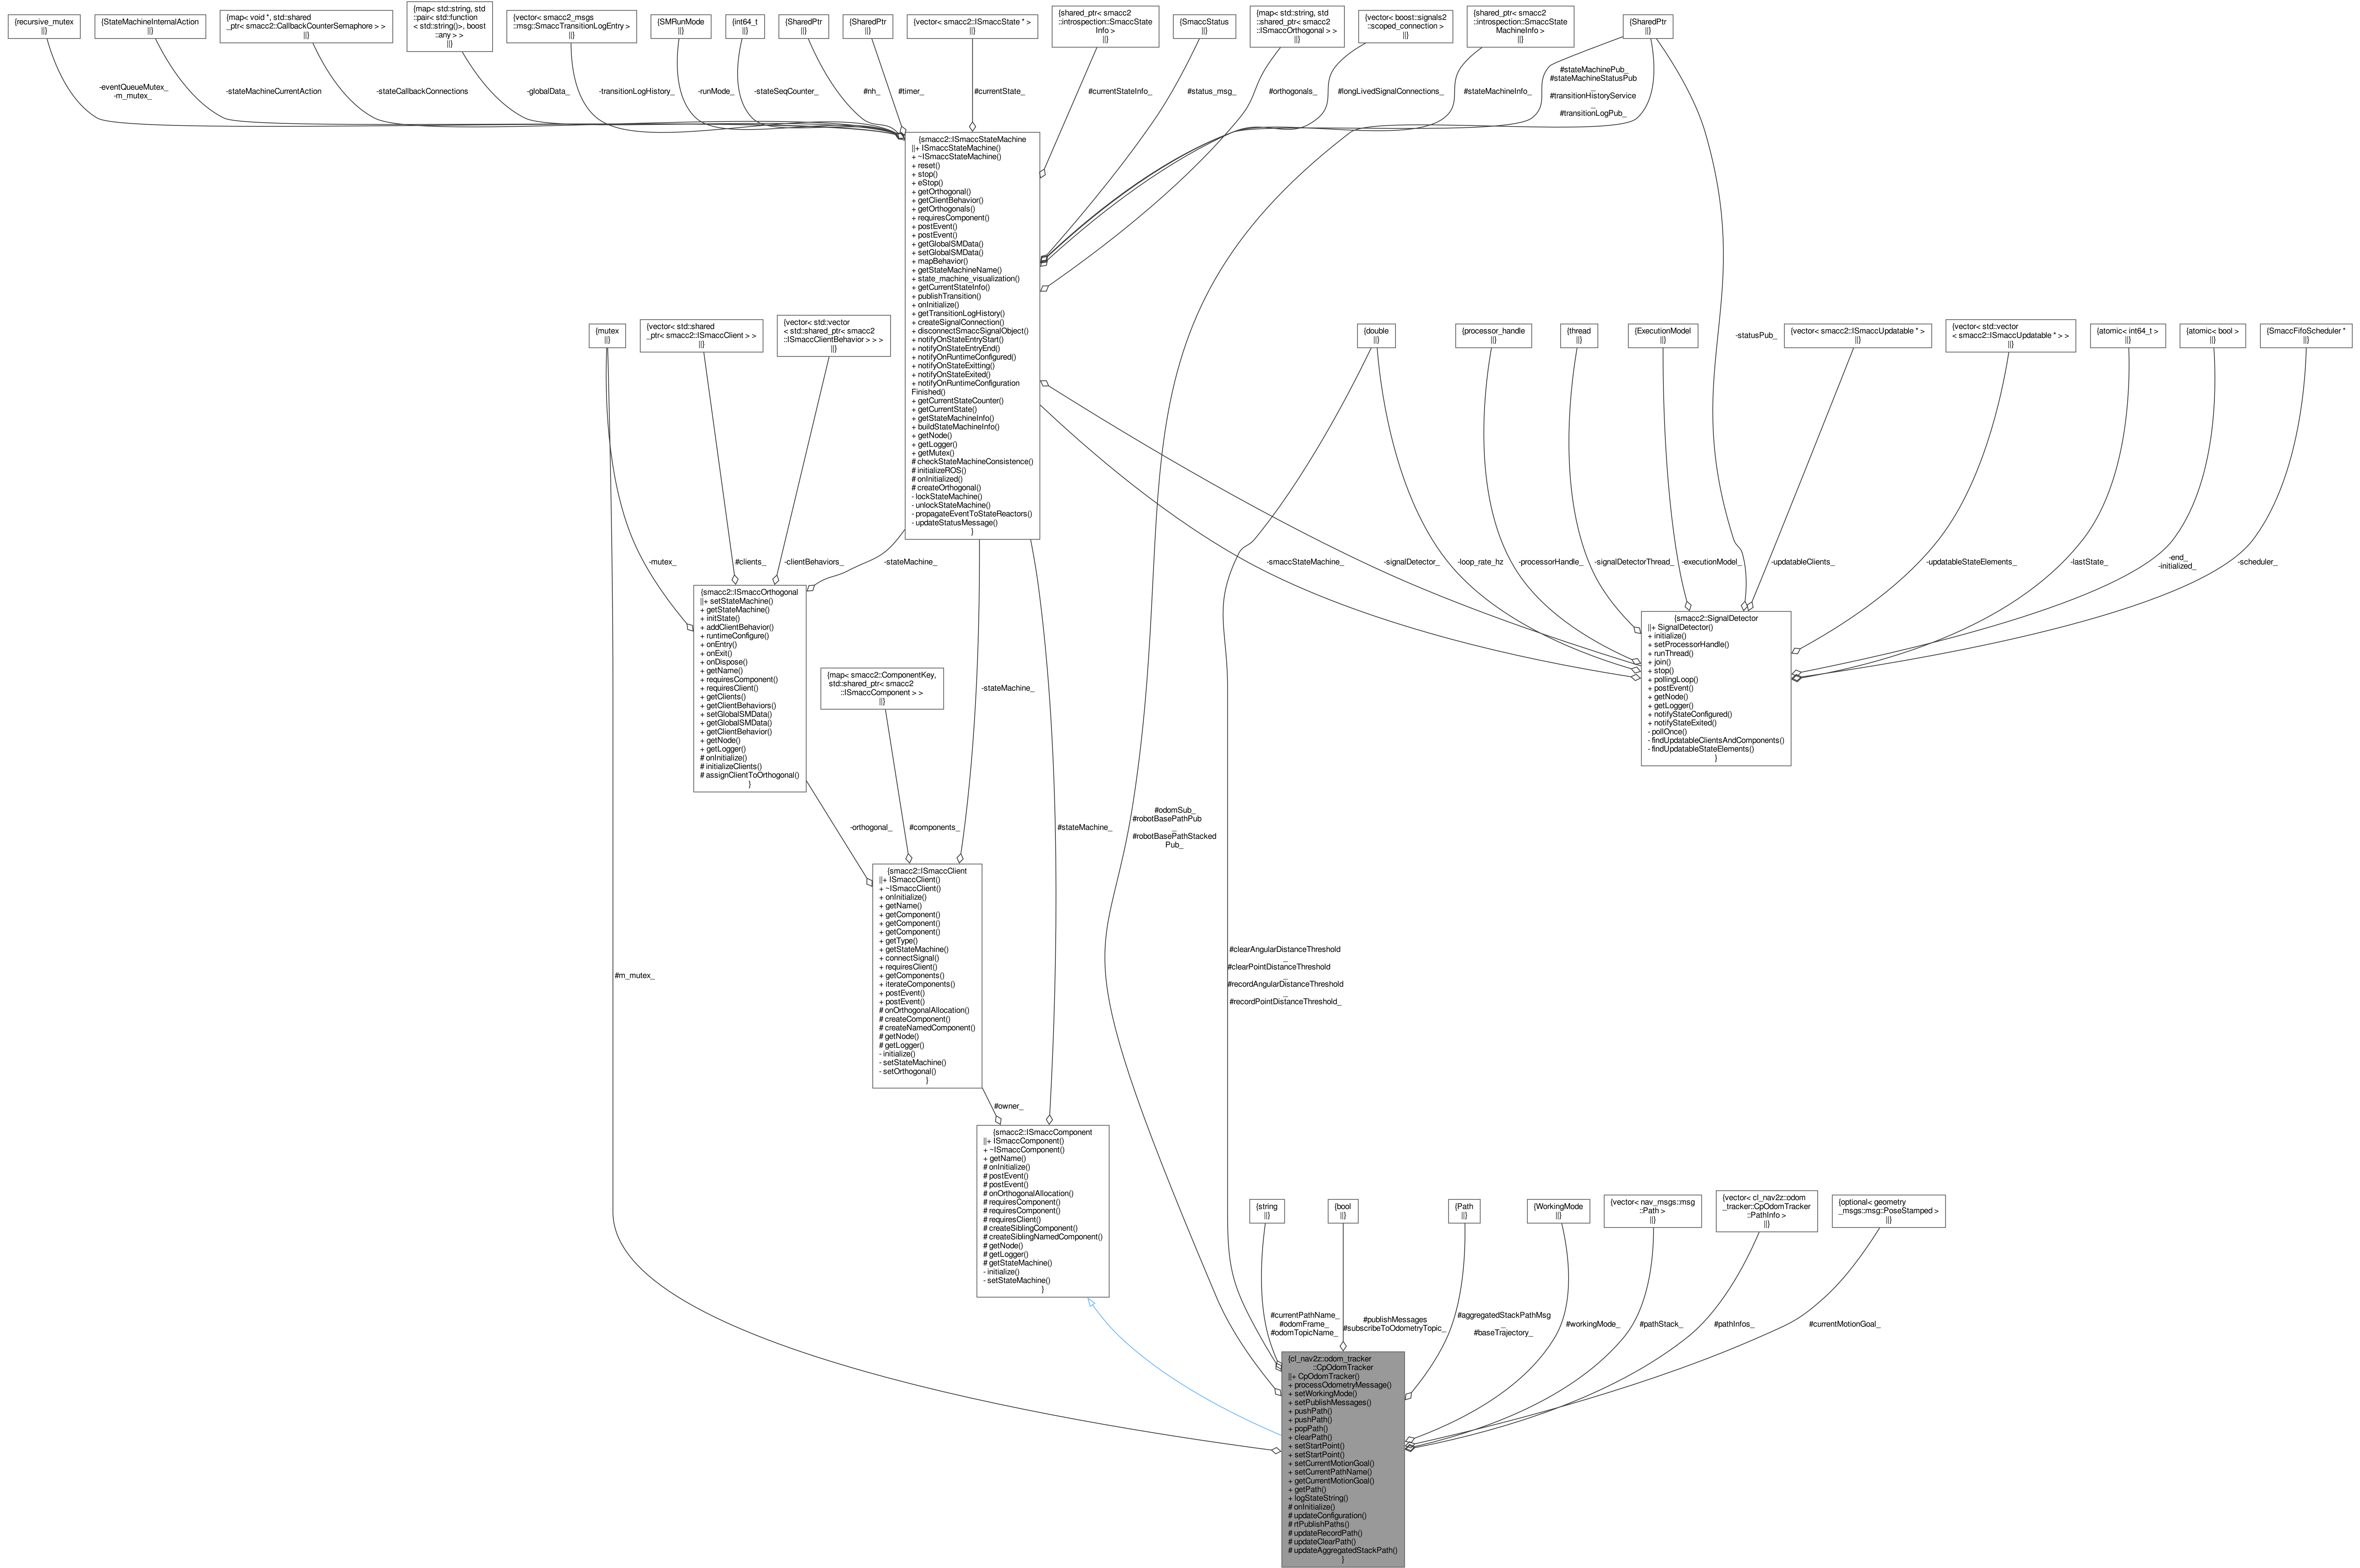 {recursive_mutex
||}
{StateMachineInternalAction
||}
{map< void *, std::shared
_ptr< smacc2::CallbackCounterSemaphore > >
||}
{map< std::string, std
::pair< std::function
< std::string()>, boost
::any > >
||}
{vector< smacc2_msgs
::msg::SmaccTransitionLogEntry >
||}
{SMRunMode
||}
{int64_t
||}
{SharedPtr
||}
{SharedPtr
||}
{vector< smacc2::ISmaccState * >
||}
{shared_ptr< smacc2
::introspection::SmaccState
Info >
||}
{SmaccStatus
||}
{map< std::string, std
::shared_ptr< smacc2
::ISmaccOrthogonal > >
||}
{vector< boost::signals2
::scoped_connection >
||}
{shared_ptr< smacc2
::introspection::SmaccState
MachineInfo >
||}
{SharedPtr
||}
-eventQueueMutex_
-m_mutex_
-stateMachineCurrentAction
-stateCallbackConnections
-globalData_
-transitionLogHistory_
-runMode_
-stateSeqCounter_
#nh_
#timer_
#currentState_
#currentStateInfo_
#status_msg_
#orthogonals_
#longLivedSignalConnections_
#stateMachineInfo_
#stateMachinePub_
#stateMachineStatusPub
_
#transitionHistoryService
_
#transitionLogPub_
{smacc2::ISmaccStateMachine
||+ ISmaccStateMachine()
+ ~ISmaccStateMachine()
+ reset()
+ stop()
+ eStop()
+ getOrthogonal()
+ getClientBehavior()
+ getOrthogonals()
+ requiresComponent()
+ postEvent()
+ postEvent()
+ getGlobalSMData()
+ setGlobalSMData()
+ mapBehavior()
+ getStateMachineName()
+ state_machine_visualization()
+ getCurrentStateInfo()
+ publishTransition()
+ onInitialize()
+ getTransitionLogHistory()
+ createSignalConnection()
+ disconnectSmaccSignalObject()
+ notifyOnStateEntryStart()
+ notifyOnStateEntryEnd()
+ notifyOnRuntimeConfigured()
+ notifyOnStateExitting()
+ notifyOnStateExited()
+ notifyOnRuntimeConfiguration
Finished()
+ getCurrentStateCounter()
+ getCurrentState()
+ getStateMachineInfo()
+ buildStateMachineInfo()
+ getNode()
+ getLogger()
+ getMutex()
# checkStateMachineConsistence()
# initializeROS()
# onInitialized()
# createOrthogonal()
- lockStateMachine()
- unlockStateMachine()
- propagateEventToStateReactors()
- updateStatusMessage()
}
{mutex
||}
{vector< std::shared
_ptr< smacc2::ISmaccClient > >
||}
{vector< std::vector
< std::shared_ptr< smacc2
::ISmaccClientBehavior > > >
||}
{double
||}
{processor_handle
||}
{thread
||}
{ExecutionModel
||}
-statusPub_
{vector< smacc2::ISmaccUpdatable * >
||}
{vector< std::vector
< smacc2::ISmaccUpdatable * > >
||}
{atomic< int64_t >
||}
{atomic< bool >
||}
{SmaccFifoScheduler *
||}
-mutex_
#clients_
-clientBehaviors_
-stateMachine_
-smaccStateMachine_
-signalDetector_
-loop_rate_hz
-processorHandle_
-signalDetectorThread_
-executionModel_
-updatableClients_
-updatableStateElements_
-lastState_
-end_
-initialized_
-scheduler_
{smacc2::ISmaccOrthogonal
||+ setStateMachine()
+ getStateMachine()
+ initState()
+ addClientBehavior()
+ runtimeConfigure()
+ onEntry()
+ onExit()
+ onDispose()
+ getName()
+ requiresComponent()
+ requiresClient()
+ getClients()
+ getClientBehaviors()
+ setGlobalSMData()
+ getGlobalSMData()
+ getClientBehavior()
+ getNode()
+ getLogger()
# onInitialize()
# initializeClients()
# assignClientToOrthogonal()
}
{smacc2::SignalDetector
||+ SignalDetector()
+ initialize()
+ setProcessorHandle()
+ runThread()
+ join()
+ stop()
+ pollingLoop()
+ postEvent()
+ getNode()
+ getLogger()
+ notifyStateConfigured()
+ notifyStateExited()
- pollOnce()
- findUpdatableClientsAndComponents()
- findUpdatableStateElements()
}
{map< smacc2::ComponentKey,
std::shared_ptr< smacc2
::ISmaccComponent > >
||}
-stateMachine_
-orthogonal_
#components_
#stateMachine_
#odomSub_
#robotBasePathPub
_
#robotBasePathStacked
Pub_
{smacc2::ISmaccClient
||+ ISmaccClient()
+ ~ISmaccClient()
+ onInitialize()
+ getName()
+ getComponent()
+ getComponent()
+ getComponent()
+ getType()
+ getStateMachine()
+ connectSignal()
+ requiresClient()
+ getComponents()
+ iterateComponents()
+ postEvent()
+ postEvent()
# onOrthogonalAllocation()
# createComponent()
# createNamedComponent()
# getNode()
# getLogger()
- initialize()
- setStateMachine()
- setOrthogonal()
}
#m_mutex_
#clearAngularDistanceThreshold
_
#clearPointDistanceThreshold
_
#recordAngularDistanceThreshold
_
#recordPointDistanceThreshold_
#owner_
{smacc2::ISmaccComponent
||+ ISmaccComponent()
+ ~ISmaccComponent()
+ getName()
# onInitialize()
# postEvent()
# postEvent()
# onOrthogonalAllocation()
# requiresComponent()
# requiresComponent()
# requiresClient()
# createSiblingComponent()
# createSiblingNamedComponent()
# getNode()
# getLogger()
# getStateMachine()
- initialize()
- setStateMachine()
}
{string
||}
{bool
||}
{Path
||}
{WorkingMode
||}
{vector< nav_msgs::msg
::Path >
||}
{vector< cl_nav2z::odom
_tracker::CpOdomTracker
::PathInfo >
||}
{optional< geometry
_msgs::msg::PoseStamped >
||}
#currentPathName_
#odomFrame_
#odomTopicName_
#publishMessages
#subscribeToOdometryTopic_
#aggregatedStackPathMsg
_
#baseTrajectory_
#workingMode_
#pathStack_
#pathInfos_
#currentMotionGoal_
{cl_nav2z::odom_tracker
::CpOdomTracker
||+ CpOdomTracker()
+ processOdometryMessage()
+ setWorkingMode()
+ setPublishMessages()
+ pushPath()
+ pushPath()
+ popPath()
+ clearPath()
+ setStartPoint()
+ setStartPoint()
+ setCurrentMotionGoal()
+ setCurrentPathName()
+ getCurrentMotionGoal()
+ getPath()
+ logStateString()
# onInitialize()
# updateConfiguration()
# rtPublishPaths()
# updateRecordPath()
# updateClearPath()
# updateAggregatedStackPath()
}